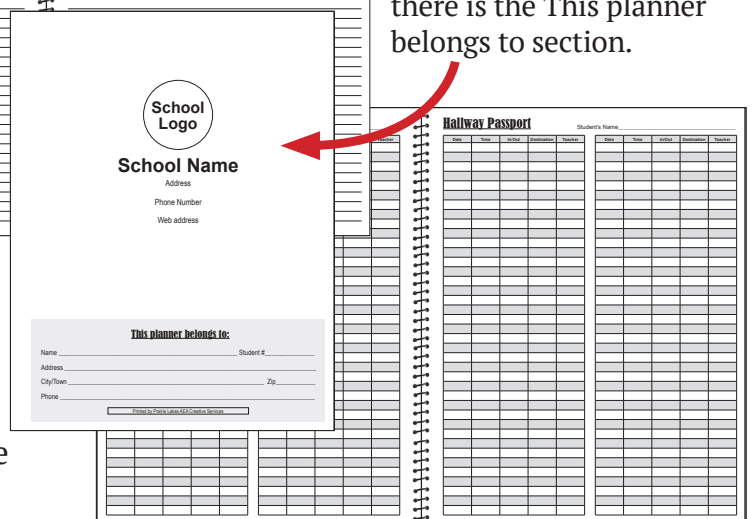 there is the This planner
belongs to section.
School
Logo
School Name
Address
Phone Number
Web address
This planner belongs to:
Name Student #
Address
City/Town Zip
Phone
Printed by Prairie Lakes AEA Creative Services
Teacher
Hallway Passport Student's Name
Date Time In/Out Destination Teacher Date Time In/Out Destination Teacher